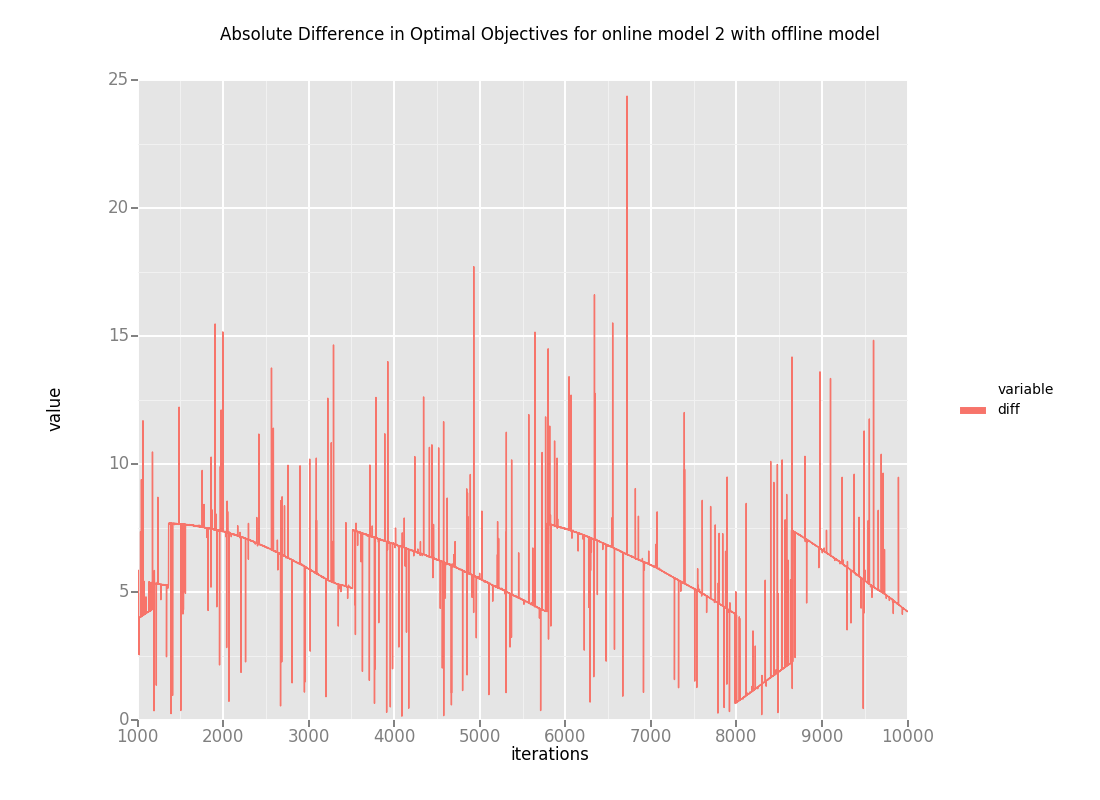 Absolute Difference in Optimal Objectives for online model 2 with offline model
25
20
15
10
5
0
value
1000 2000 3000 4000 5000 6000 7000 8000 9000 10000
iterations
variable
diff